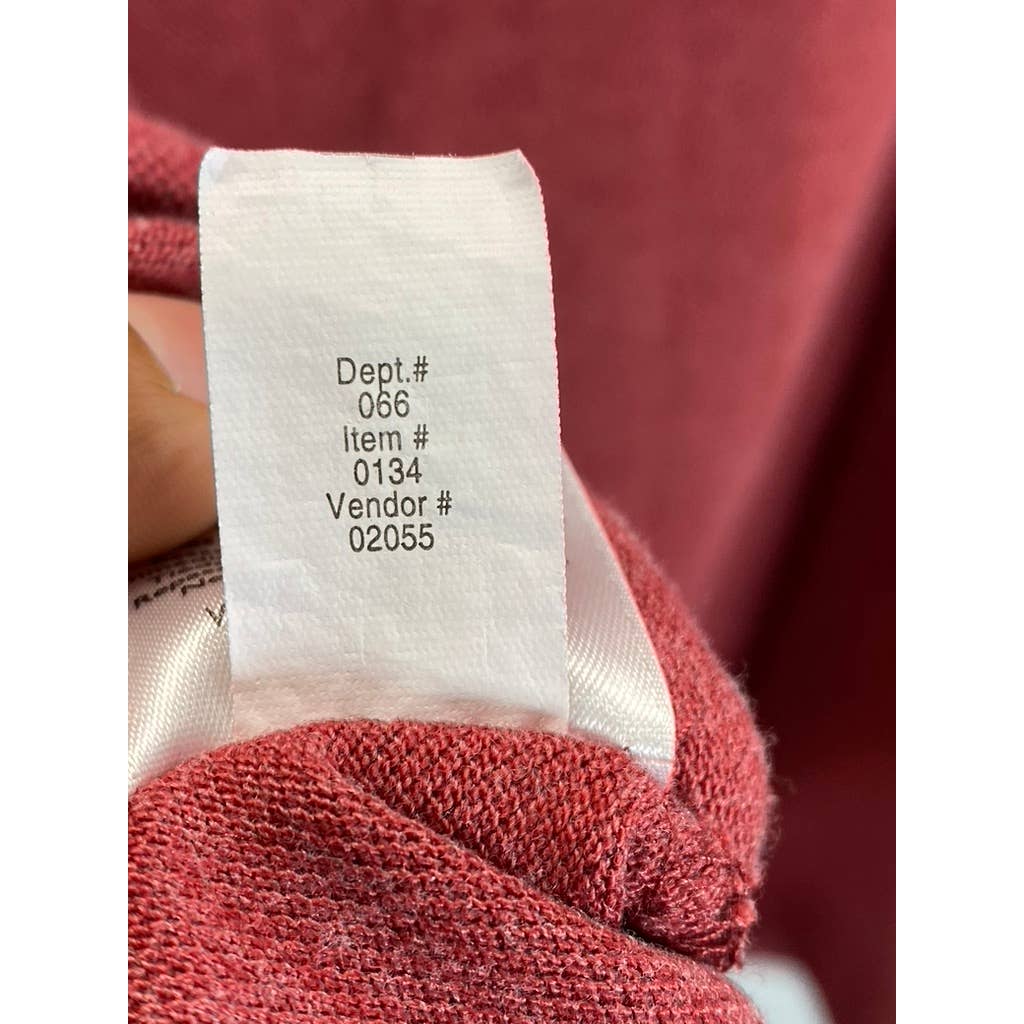 Dept.#
066
Item #
0134
Vendor #
02055